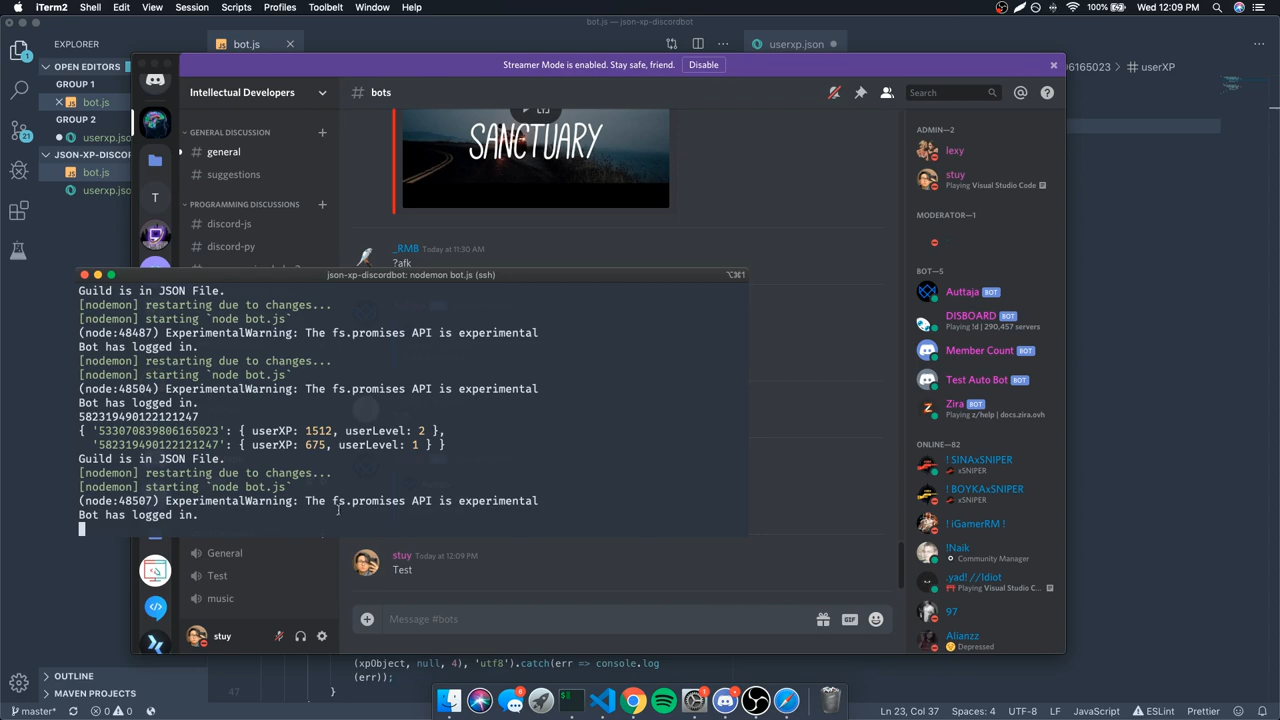 iTerm2 Shell Edit View Session Scripts Profiles Toolbelt Window Help
100% Wed 12:09 PM
bot.js — json-xp-discordbot
EXPLORER
bot.js
userxp.json
OPEN EDITORS
GROUP 1
bot.js
GROUP 2
userxp.jso
JSON-XP-DISCOR
bot.js
userxp.jso
06165023 > userXP
Streamer Mode is enabled. Stay safe, friend. Disable
Intellectual Developers
# bots
Search
GENERAL DISCUSSION
# general
# suggestions
PROGRAMMING DISCUSSIONS
# discord-js
# discord-py
SANCTUARY
_RMB Today at 11:30 AM
?afk
json-xp-discordbot: nodemon bot.js (ssh)
⌥⌘1
Guild is in JSON File.
[nodemon] restarting due to changes...
[nodemon] starting `node bot.js`
(node:48487) ExperimentalWarning: The fs.promises API is experimental
Bot has logged in.
[nodemon] restarting due to changes...
[nodemon] starting `node bot.js`
(node:48504) ExperimentalWarning: The fs.promises API is experimental
Bot has logged in.
582319490122121247
{ '533070839806165023': { userXP: 1512, userLevel: 2 },
'582319490122121247': { userXP: 675, userLevel: 1 } }
Guild is in JSON File.
[nodemon] restarting due to changes...
[nodemon] starting `node bot.js`
(node:48507) ExperimentalWarning: The fs.promises API is experimental
Bot has logged in.
General
Test
music
stuy
stuy Today at 12:09 PM
Test
Message #bots
GIF
ADMIN—2
lexy
stuy
Playing Visual Studio Code
MODERATOR—1
BOT—5
Auttaja BOT
DISBOARD BOT
Playing !d | 290,457 servers
Member Count BOT
Test Auto Bot BOT
Zira BOT
Playing z/help | docs.zira.ovh
ONLINE—82
! SINAxSNIPER
xSNIPER
! BOYKAxSNIPER
xSNIPER
! iGamerRM !
!Naik
Community Manager
.yad! //Idiot
Playing Visual Studio C...
97
Alianzz
Depressed
(xpObject, null, 4), 'utf8').catch(err => console.log
(err));
47 }
OUTLINE
MAVEN PROJECTS
master* 0 0
Ln 23, Col 37 Spaces: 4 UTF-8 LF JavaScript ESLint Prettier